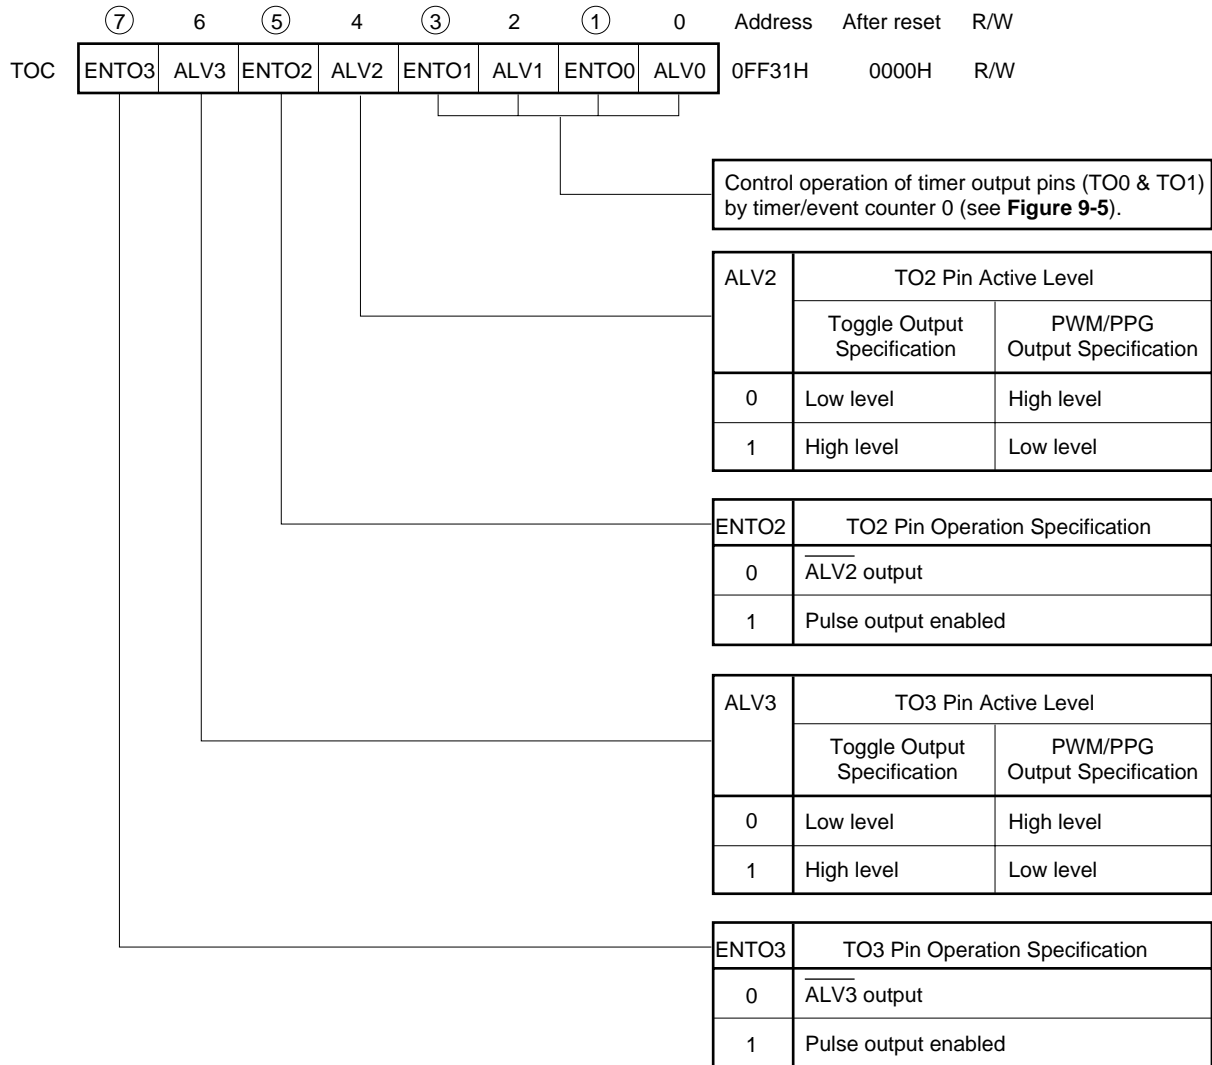 7 6 5 4 3 2 1 0 Address After reset R/W
TOC ENTO3 ALV3 ENTO2 ALV2 ENTO1 ALV1 ENTO0 ALV0 0FF31H 0000H R/W
Control operation of timer output pins (TO0 & TO1)
by timer/event counter 0 (see Figure 9-5).
ALV2 TO2 Pin Active Level
Toggle Output PWM/PPG
Specification Output Specification
0 Low level High level
1 High level Low level
ENTO2 TO2 Pin Operation Specification
0 A̅L̅V̅2̅ output
1 Pulse output enabled
ALV3 TO3 Pin Active Level
Toggle Output PWM/PPG
Specification Output Specification
0 Low level High level
1 High level Low level
ENTO3 TO3 Pin Operation Specification
0 A̅L̅V̅3̅ output
1 Pulse output enabled